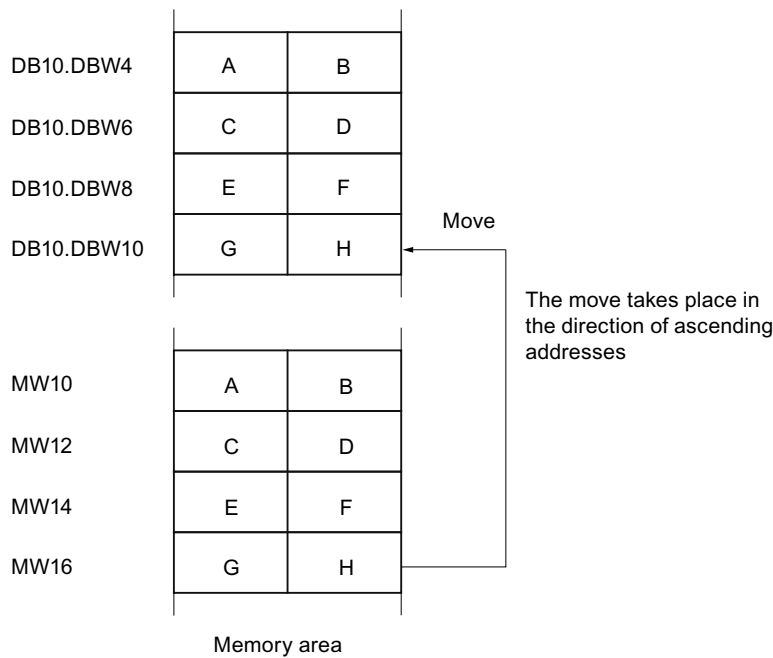 DB10.DBW4 A B
DB10.DBW6 C D
DB10.DBW8 E F
DB10.DBW10 G H
Move
The move takes place in
the direction of ascending
addresses
MW10 A B
MW12 C D
MW14 E F
MW16 G H
Memory area